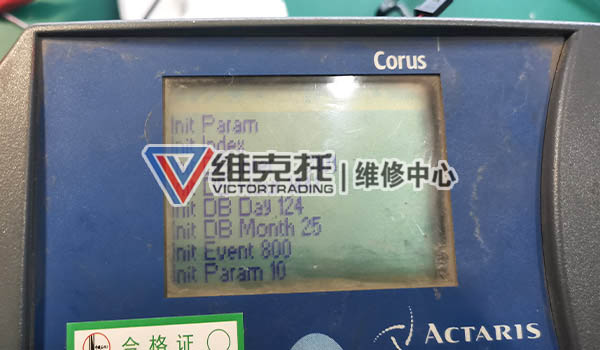 Corus
Init Param
Init Index
维克托
VICTORTRADING
维修中心
Init DB Day 124
Init DB Month 25
Init Event 800
Init Param 10
合格证
ACTARIS